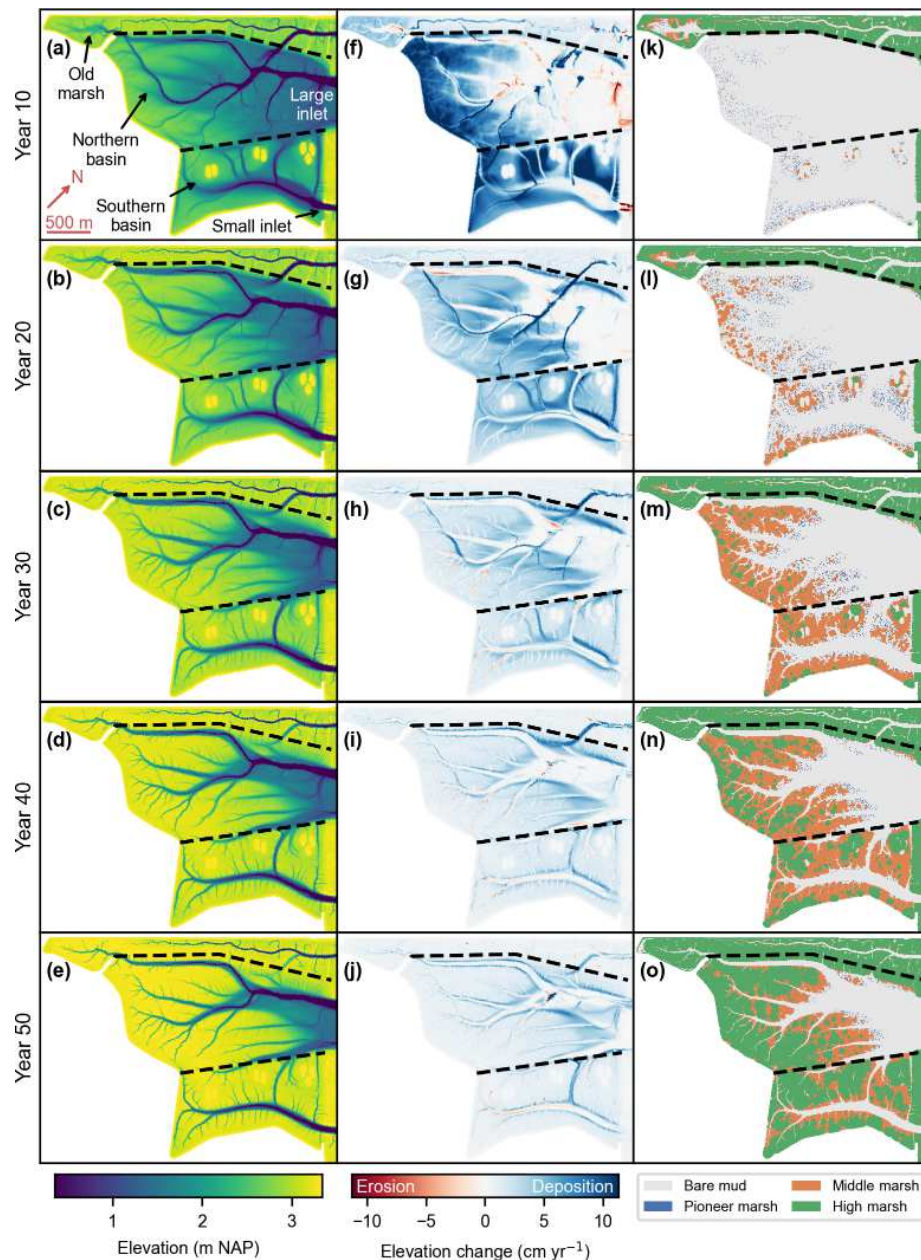 Year 10
(a)
(f)
(k)
Old
marsh
Large
inlet
Northern
basin
N
500 m
Southern
basin
Small inlet
Year 20
(b)
(g)
(l)
Year 30
(c)
(h)
(m)
Year 40
(d)
(i)
(n)
Year 50
(e)
(j)
(o)
1 2 3
Elevation (m NAP)
Erosion Deposition
−10 −5 0 5 10
Elevation change (cm yr⁻¹)
Bare mud Middle marsh
Pioneer marsh High marsh